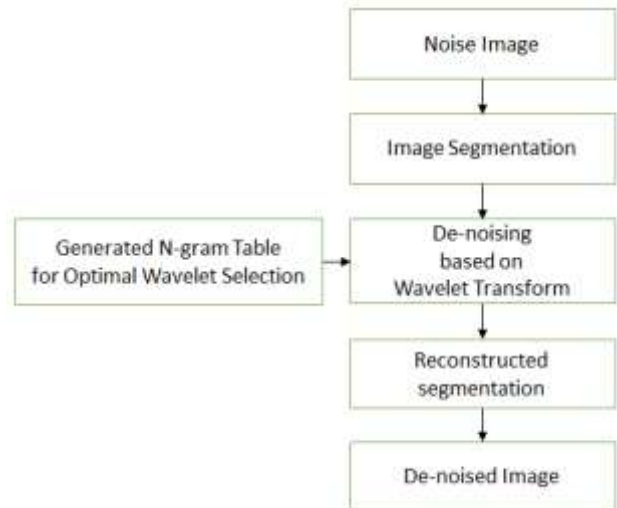 Noise Image
Image Segmentation
Generated N-gram Table
for Optimal Wavelet Selection
De-noising
based on
Wavelet Transform
Reconstructed
segmentation
De-noised Image